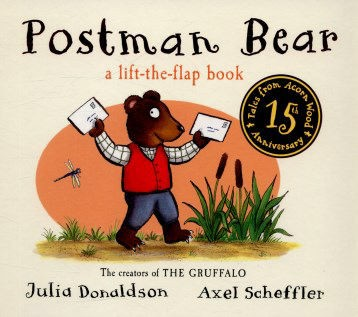 Postman Bear
a lift-the-flap book
Tales from Acorn Wood
15th
Anniversary
The creators of THE GRUFFALO
Julia Donaldson Axel Scheffler